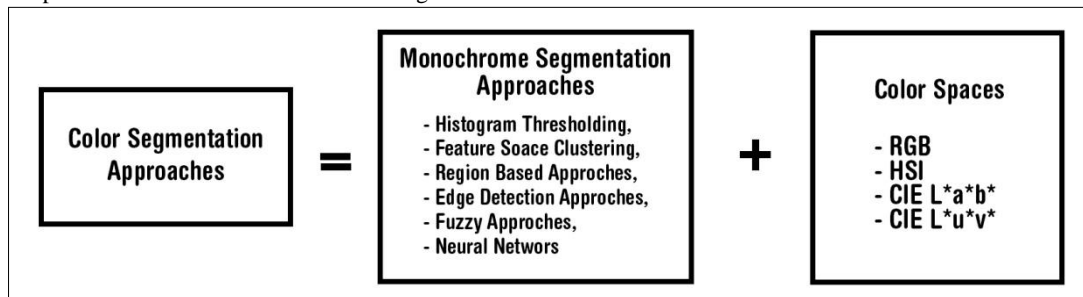 Color Segmentation
Approaches
=
Monochrome Segmentation
Approaches
- Histogram Thresholding,
- Feature Soace Clustering,
- Region Based Approches,
- Edge Detection Approches,
- Fuzzy Approches,
- Neural Networs
+
Color Spaces
- RGB
- HSI
- CIE L*a*b*
- CIE L*u*v*